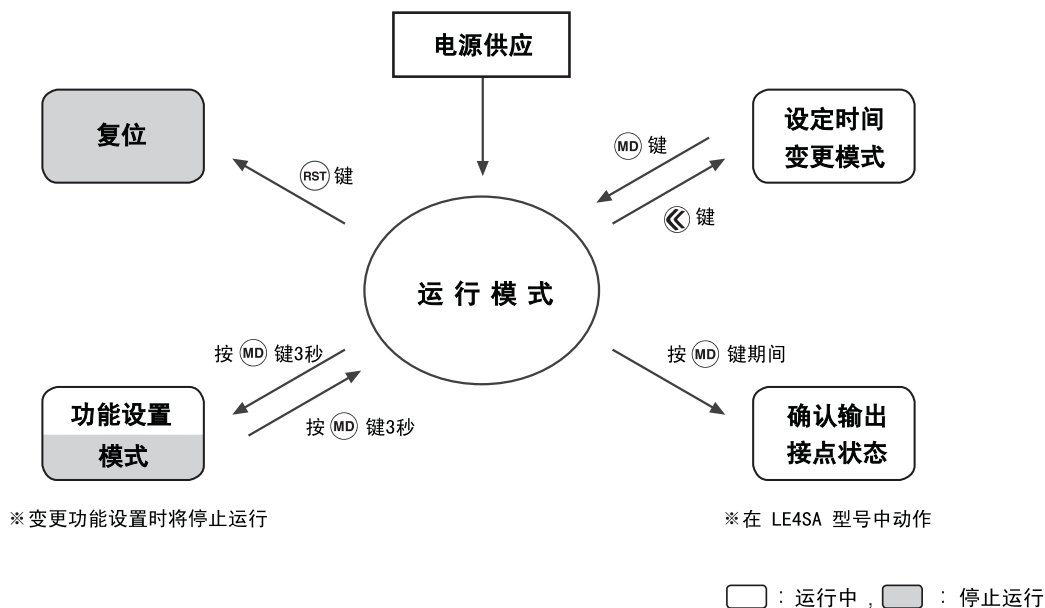 电源供应
复位
设定时间
变更模式
MD 键
RST 键
键
运行模式
按 MD 键3秒
按 MD 键期间
功能设置
模式
按 MD 键3秒
确认输出
接点状态
※变更功能设置时将停止运行
※在 LE4SA 型号中动作
: 运行中 , : 停止运行